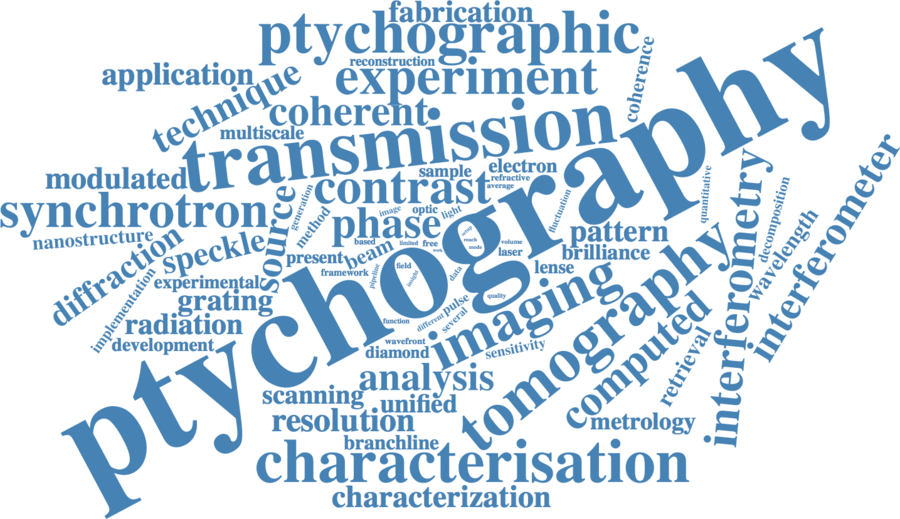 fabrication
ptychographic
reconstruction
experiment
application
technique
coherent
coherence
multiscale
transmission
ptychography
modulated
contrast
sample
electron
refractive
average
synchrotron
source
generation
method
phase
image
optic
light
fluctuation
quantitative
interferometry
interferometer
decomposition
wavelength
nanostructure
speckle
diffraction
implementation
present
based
beam
limited
free
setup
reach
mode
volume
laser
pattern
brilliance
lense
framework
pipeline
field
insight
data
experimental
grating
radiation
development
function
different
pulse
several
quality
wavefront
diamond
imaging
sensitivity
tomography
computed
retrieval
metrology
analysis
scanning
unified
resolution
branchline
characterisation
characterization